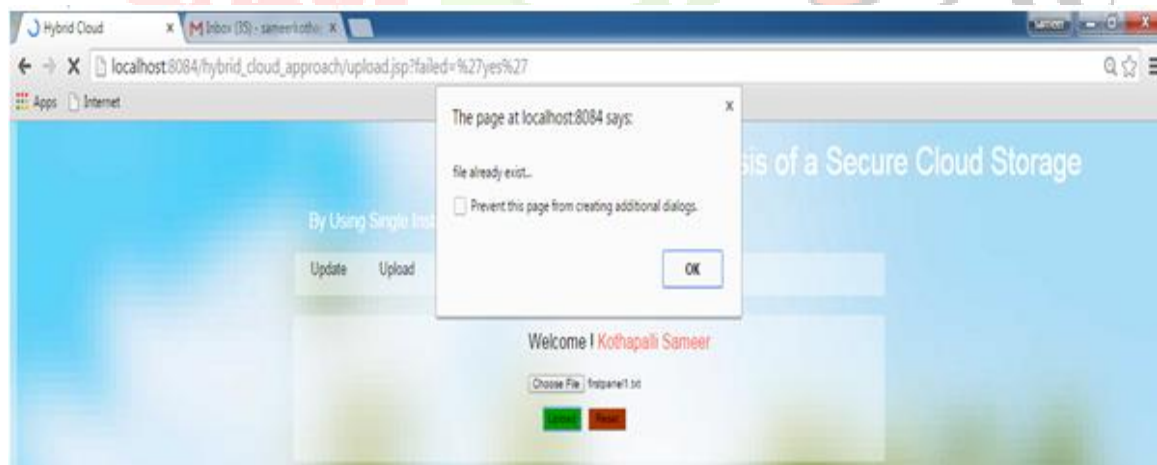 Hybrid Cloud
Inbox (35) - sameerkotha
sameer
localhost:8084/hybrid_cloud_approach/upload.jsp?failed=%27yes%27
Apps Internet
The page at localhost:8084 says:
file already exist...
Prevent this page from creating additional dialogs.
OK
sis of a Secure Cloud Storage
By Using Single Inst
Update Upload
Welcome ! Kothapalli Sameer
Choose File firstpanel1.txt
Upload Reset